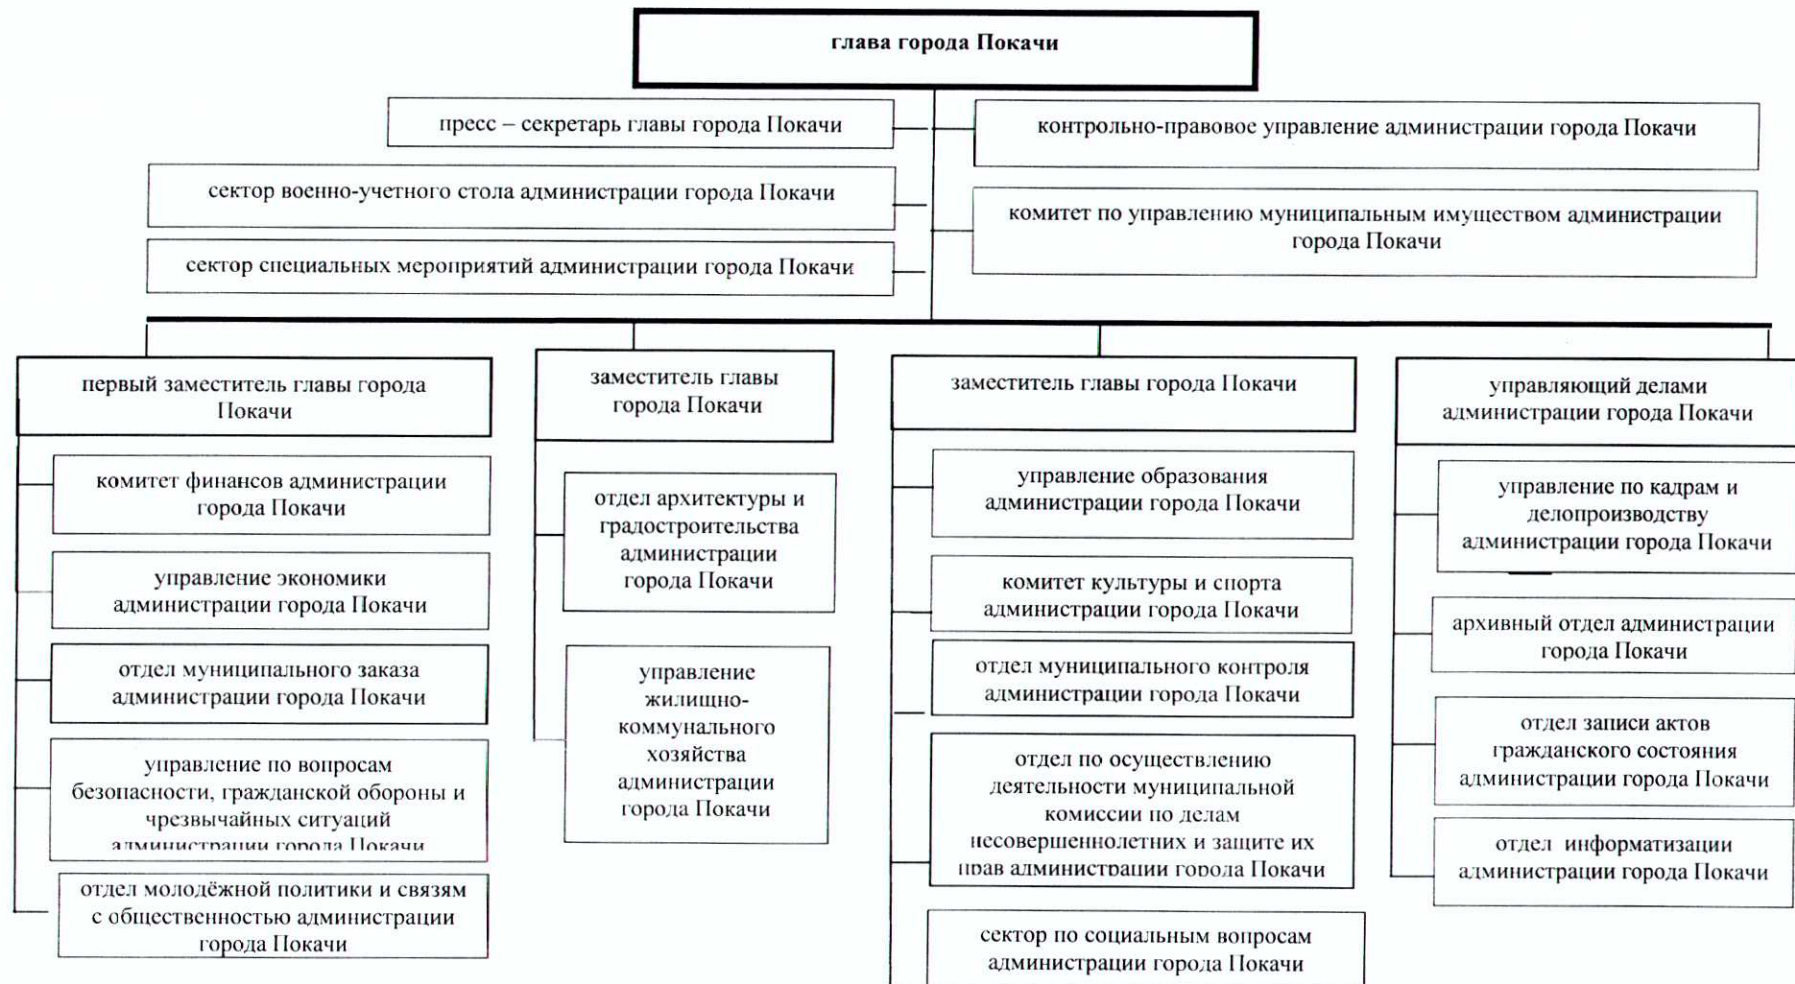 глава города Покачи
пресс – секретарь главы города Покачи
контрольно-правовое управление администрации города Покачи
сектор военно-учетного стола администрации города Покачи
комитет по управлению муниципальным имуществом администрации
города Покачи
сектор специальных мероприятий администрации города Покачи
первый заместитель главы города
Покачи
комитет финансов администрации
города Покачи
управление экономики
администрации города Покачи
отдел муниципального заказа
администрации города Покачи
управление по вопросам
безопасности, гражданской обороны и
чрезвычайных ситуаций
администрации города Покачи
отдел молодёжной политики и связям
с общественностью администрации
города Покачи
заместитель главы
города Покачи
отдел архитектуры и
градостроительства
администрации
города Покачи
управление
жилищно-
коммунального
хозяйства
администрации
города Покачи
заместитель главы города Покачи
управление образования
администрации города Покачи
комитет культуры и спорта
администрации города Покачи
отдел муниципального контроля
администрации города Покачи
отдел по осуществлению
деятельности муниципальной
комиссии по делам
несовершеннолетних и защите их
прав администрации города Покачи
сектор по социальным вопросам
администрации города Покачи
управляющий делами
администрации города Покачи
управление по кадрам и
делопроизводству
администрации города Покачи
архивный отдел администрации
города Покачи
отдел записи актов
гражданского состояния
администрации города Покачи
отдел информатизации
администрации города Покачи